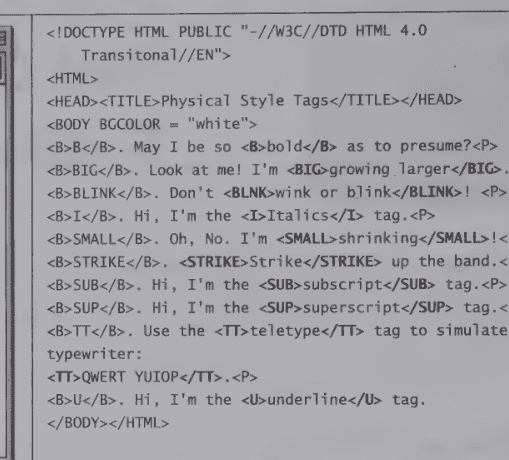 <!DOCTYPE HTML PUBLIC "-//W3C//DTD HTML 4.0
Transitonal//EN">
<HTML>
<HEAD><TITLE>Physical Style Tags</TITLE></HEAD>
<BODY BGCOLOR = "white">
<B>B</B>. May I be so <B>bold</B> as to presume?<P>
<B>BIG</B>. Look at me! I'm <BIG>growing larger</BIG>.
<B>BLINK</B>. Don't <BLNK>wink or blink</BLINK>! <P>
<B>I</B>. Hi, I'm the <I>Italics</I> tag.<P>
<B>SMALL</B>. Oh, No. I'm <SMALL>shrinking</SMALL>!<
<B>STRIKE</B>. <STRIKE>Strike</STRIKE> up the band.<
<B>SUB</B>. Hi, I'm the <SUB>subscript</SUB> tag.<P>
<B>SUP</B>. Hi, I'm the <SUP>superscript</SUP> tag.<
<B>TT</B>. Use the <TT>teletype</TT> tag to simulate
typewriter:
<TT>QWERT YUIOP</TT>.<P>
<B>U</B>. Hi, I'm the <U>underline</U> tag.
</BODY></HTML>